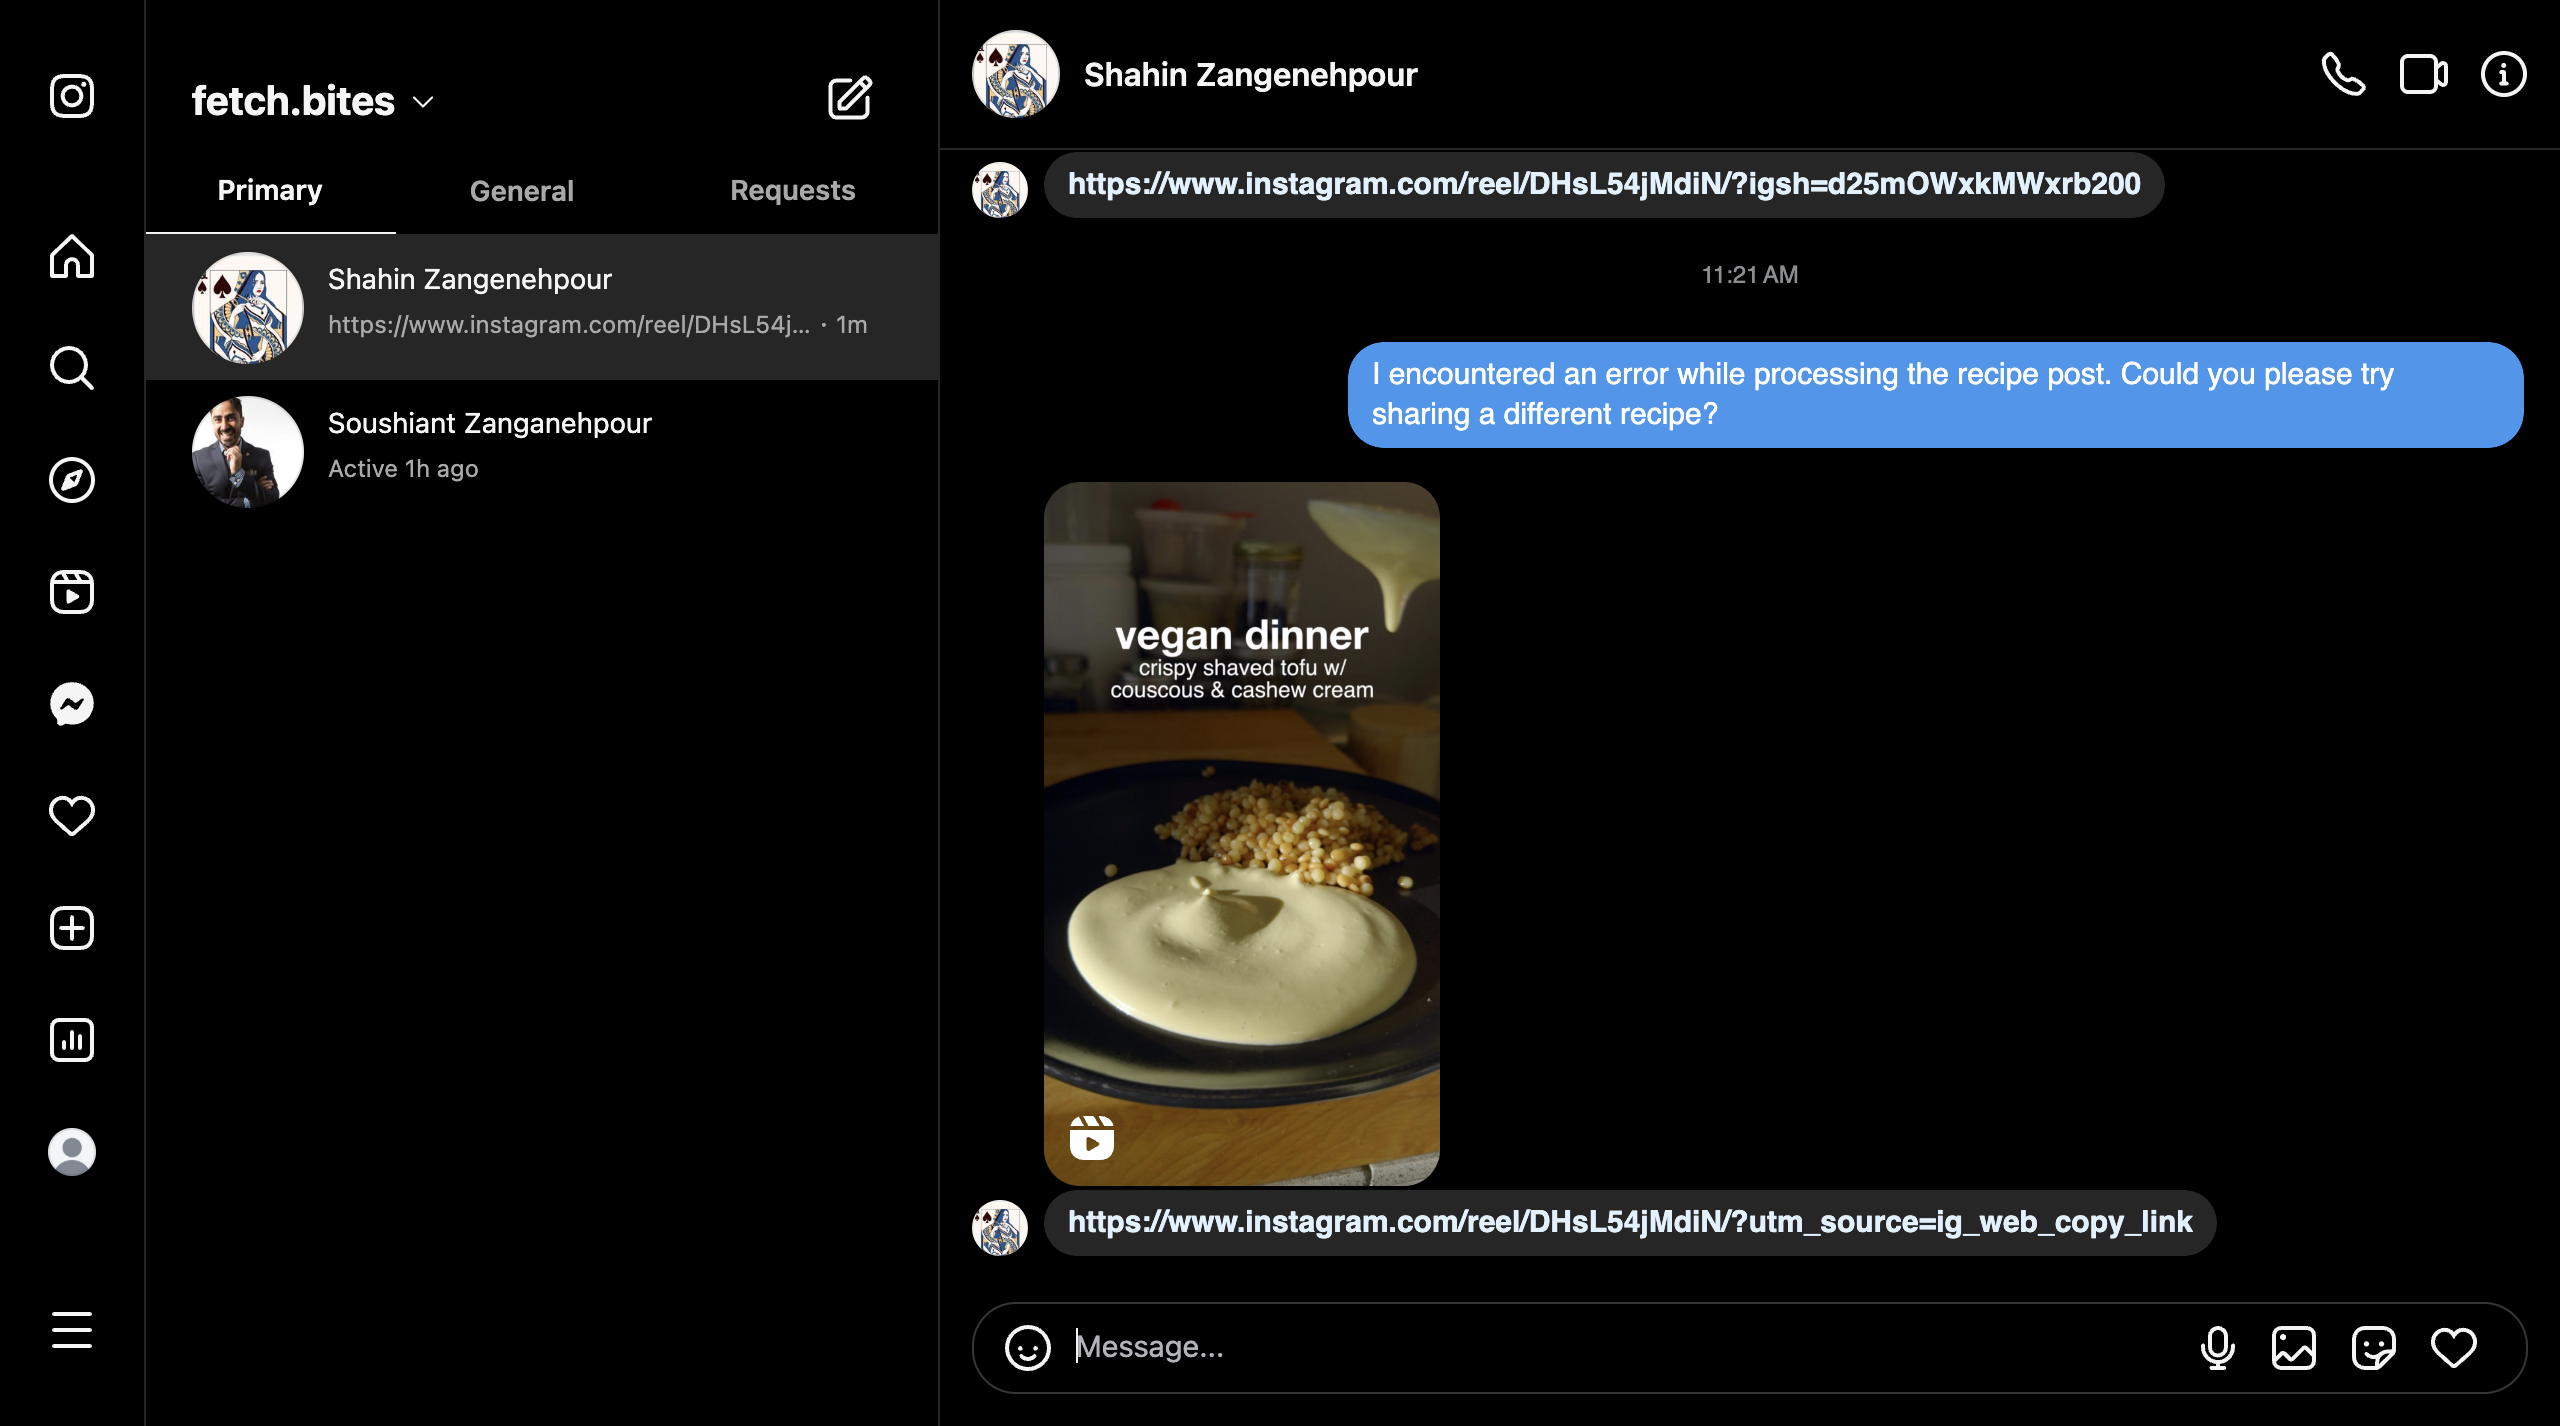 fetch.bites
Primary
General
Requests
Shahin Zangenehpour
https://www.instagram.com/reel/DHsL54j... · 1m
Soushiant Zanganehpour
Active 1h ago
Shahin Zangenehpour
https://www.instagram.com/reel/DHsL54jMdiN/?igsh=d25mOWxkMWxrb200
11:21 AM
I encountered an error while processing the recipe post. Could you please try
sharing a different recipe?
vegan dinner
crispy shaved tofu w/
couscous & cashew cream
https://www.instagram.com/reel/DHsL54jMdiN/?utm_source=ig_web_copy_link
Message...